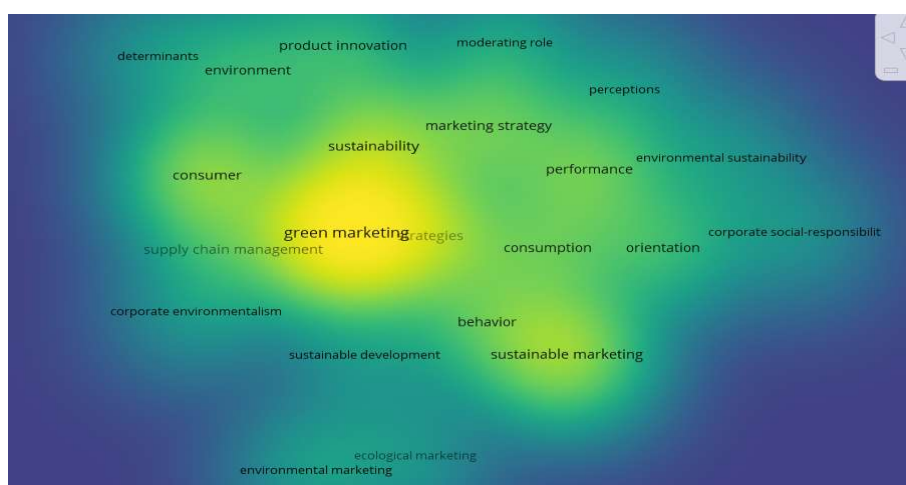 product innovation
moderating role
determinants
environment
perceptions
marketing strategy
sustainability
environmental sustainability
performance
consumer
green marketing
strategies
corporate social-responsibilit
supply chain management
consumption
orientation
corporate environmentalism
behavior
sustainable development
sustainable marketing
ecological marketing
environmental marketing